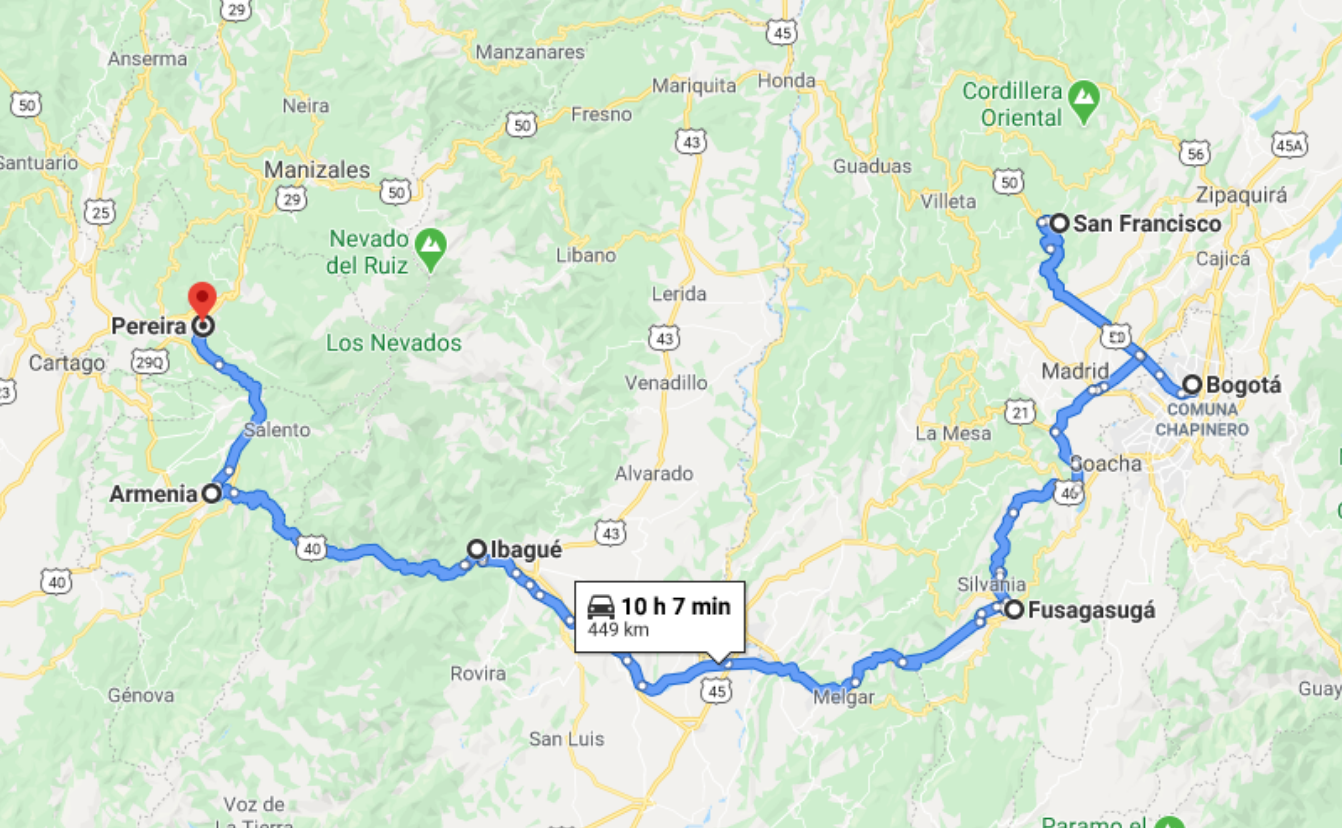 29
45
Anserma
Manzanares
Mariquita
Honda
Cordillera
Oriental
50
Neira
50
Fresno
43
45A
56
Santuario
Manizales
Guaduas
50
29
50
Villeta
Zipaquirá
25
San Francisco
Nevado
del Ruiz
Libano
Cajicá
Lerida
Pereira
Los Nevados
43
Cartago
29Q
Madrid
Venadillo
Bogotá
COMUNA
CHAPINERO
21
Salento
La Mesa
Soacha
Alvarado
Armenia
40
43
40
Ibagué
40
Silvania
10 h 7 min
449 km
Fusagasugá
Rovira
45
Melgar
Génova
Guay
San Luis
Voz de
La Tierra
Paramo el